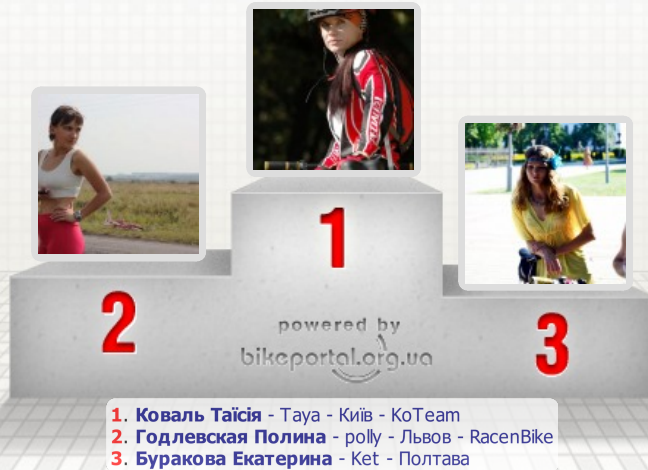 1
2
3
powered by
bikeportal.org.ua
1. Коваль Таїсія - Taya - Київ - KoTeam
2. Годлевская Полина - polly - Львов - RacenBike
3. Буракова Екатерина - Ket - Полтава